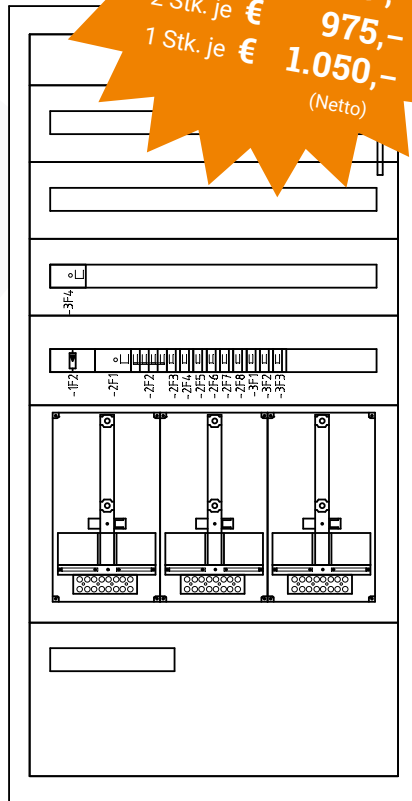 2 Stk. je € 975,–
1 Stk. je € 1.050,–
(Netto)
-3F4
-1F2
-2F1
-2F2
-2F3
-2F4
-2F5
-2F6
-2F7
-2F8
-3F1
-3F2
-3F3